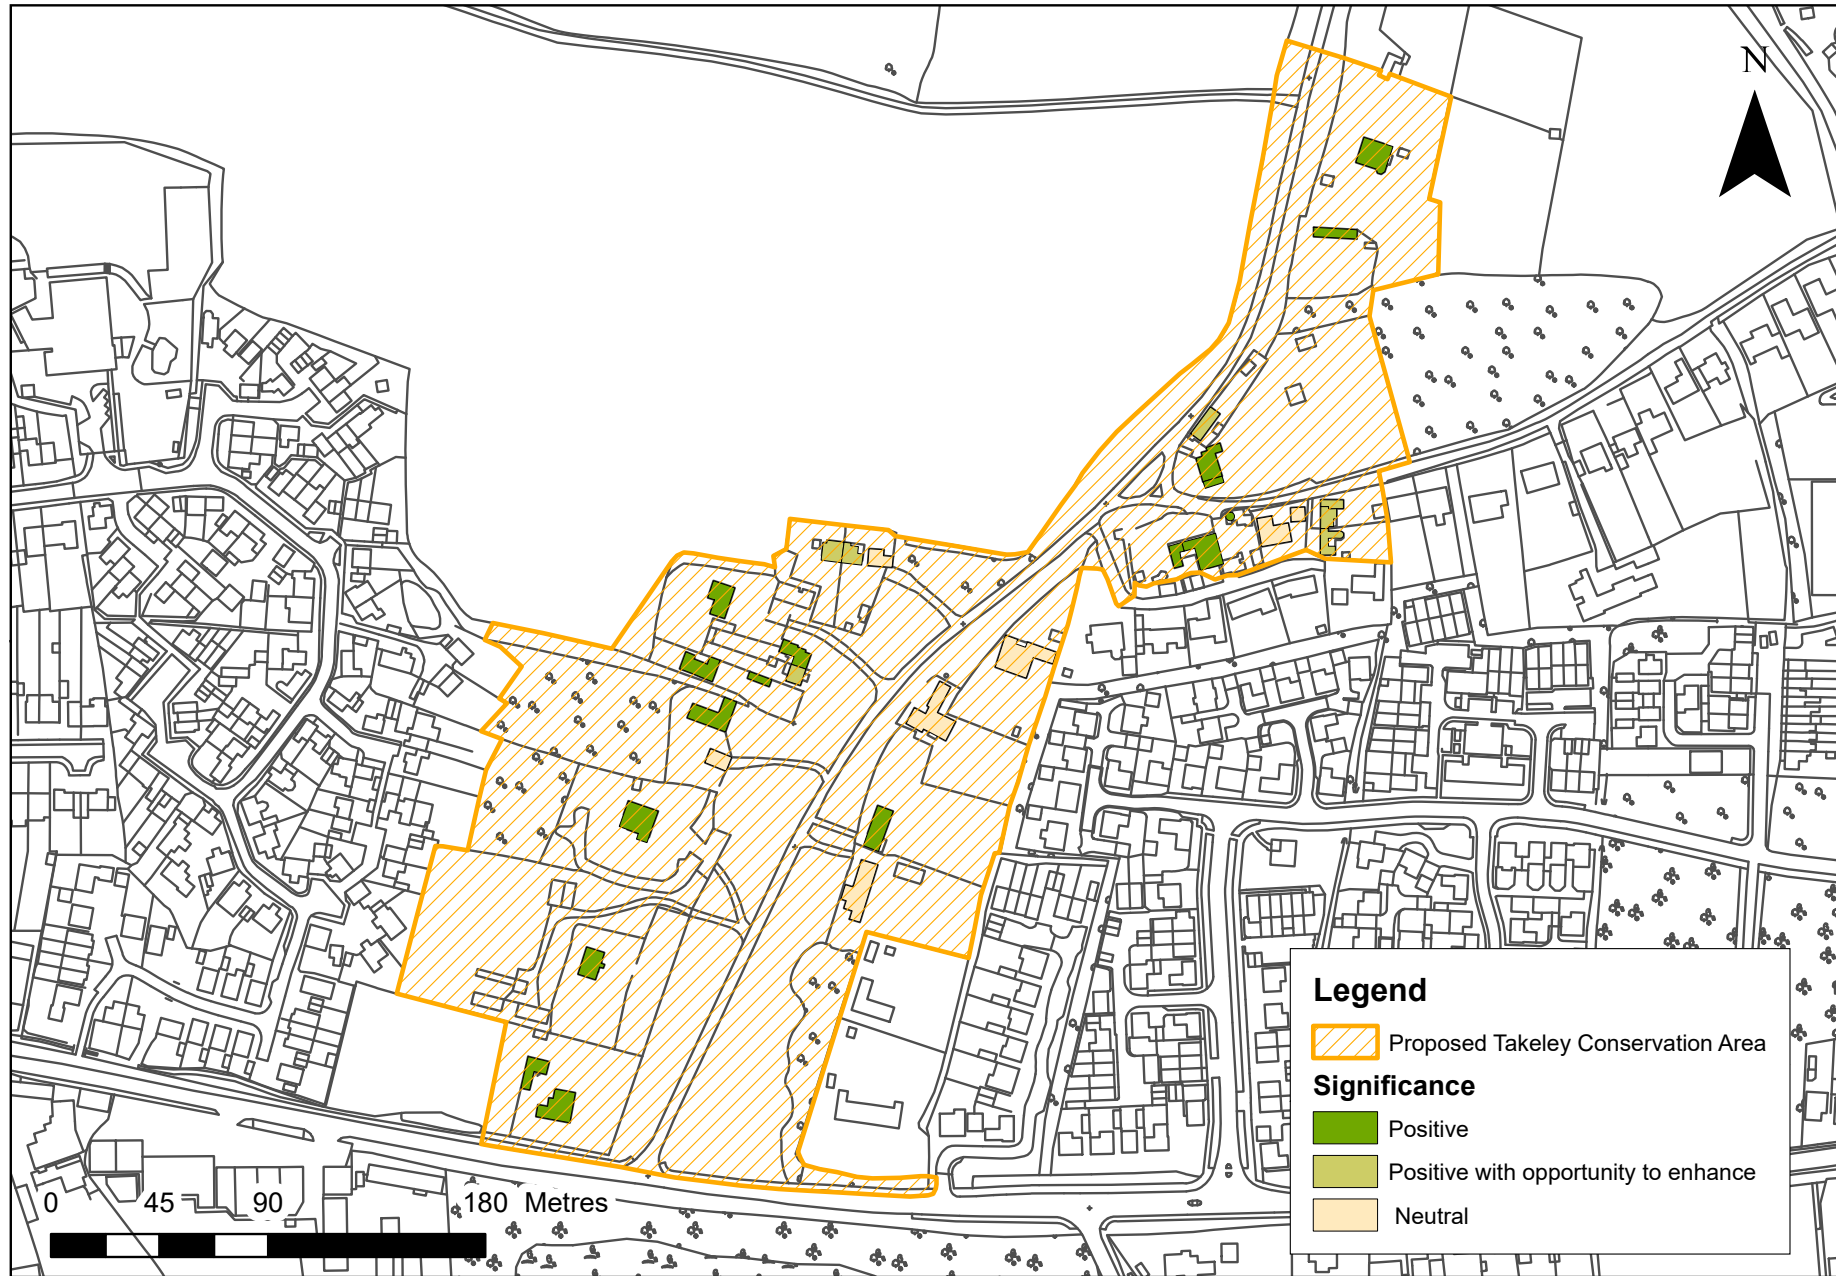 N
Legend
Proposed Takeley Conservation Area
Significance
Positive
Positive with opportunity to enhance
Neutral
0 45 90 180 Metres